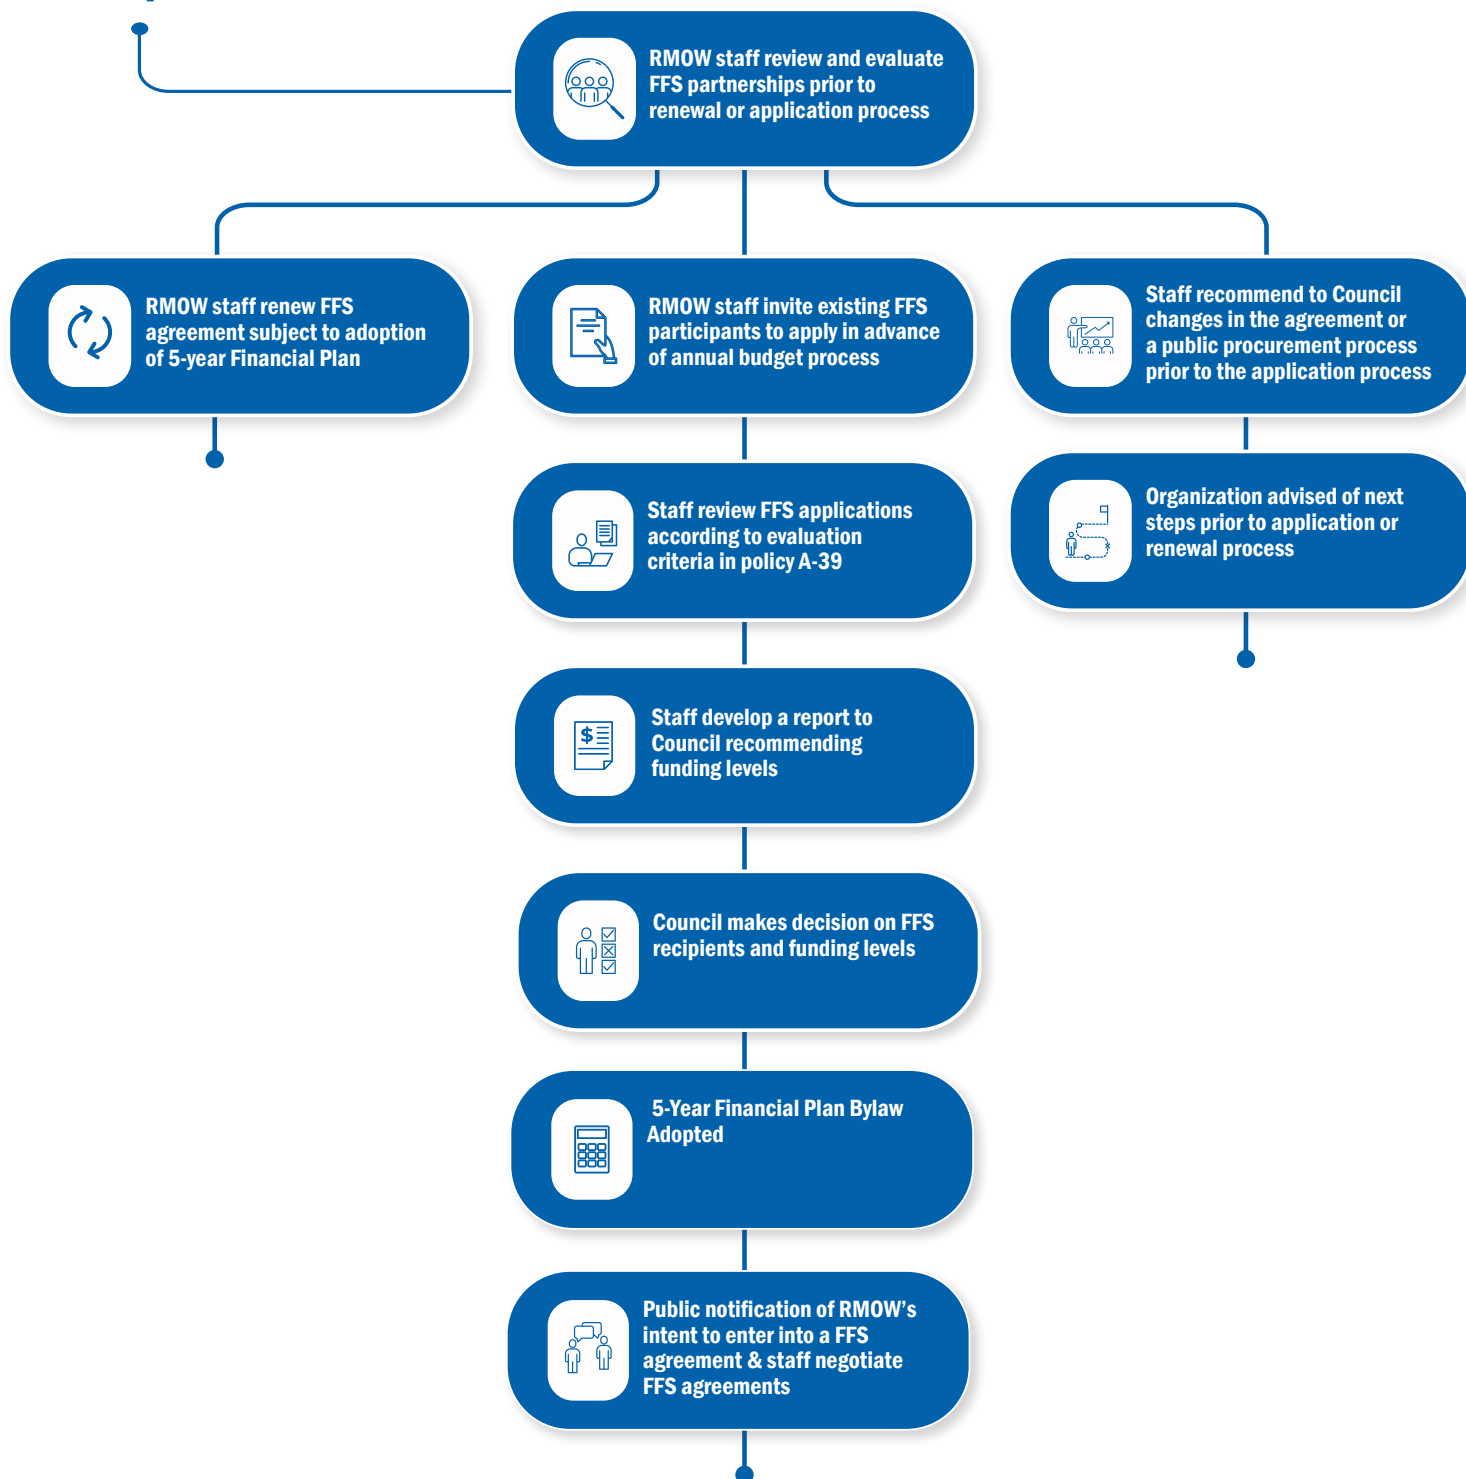 RMOW staff review and evaluate
FFS partnerships prior to
renewal or application process
RMOW staff renew FFS
agreement subject to adoption
of 5-year Financial Plan
RMOW staff invite existing FFS
participants to apply in advance
of annual budget process
Staff recommend to Council
changes in the agreement or
a public procurement process
prior to the application process
Staff review FFS applications
according to evaluation
criteria in policy A-39
Organization advised of next
steps prior to application or
renewal process
Staff develop a report to
Council recommending
funding levels
$
Council makes decision on FFS
recipients and funding levels
5-Year Financial Plan Bylaw
Adopted
Public notification of RMOW’s
intent to enter into a FFS
agreement & staff negotiate
FFS agreements